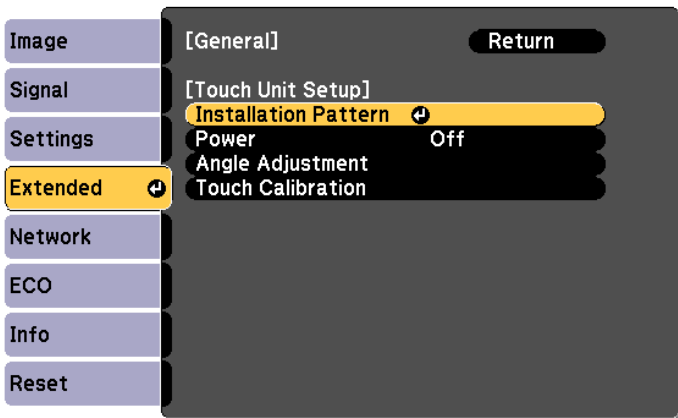 Image
Signal
Settings
Extended
Network
ECO
Info
Reset
[General] Return
[Touch Unit Setup]
Installation Pattern
Power Off
Angle Adjustment
Touch Calibration